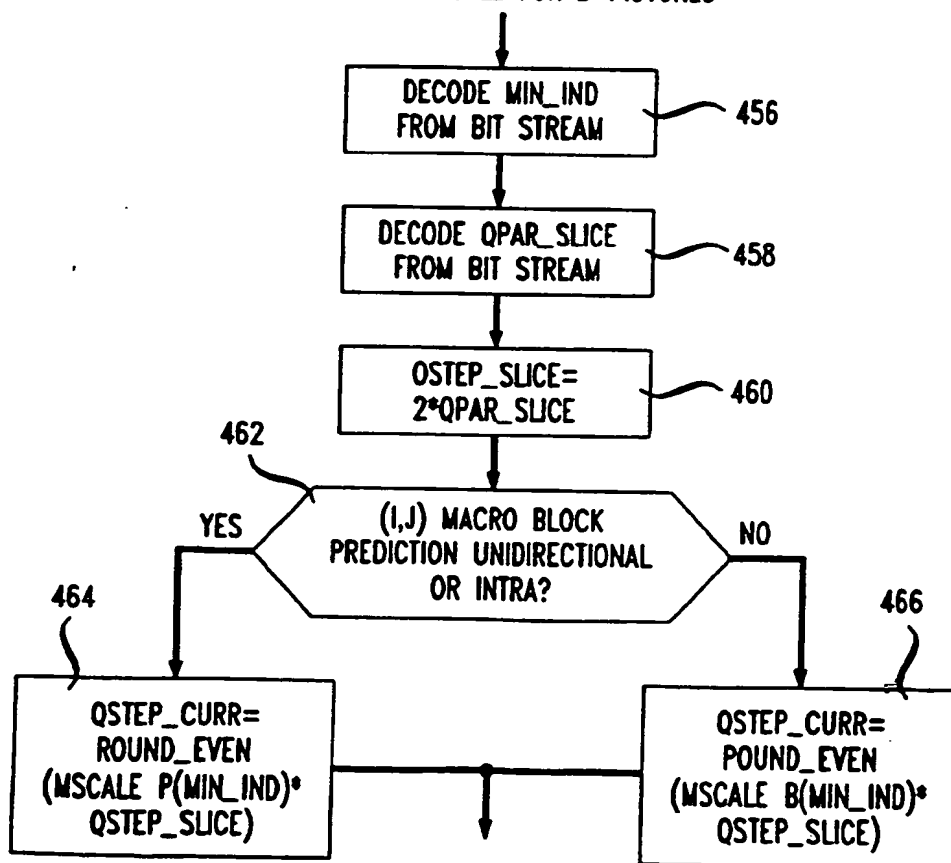 DECODE MIN_IND
FROM BIT STREAM
456
DECODE QPAR_SLICE
FROM BIT STREAM
458
OSTEP_SLICE=
2*QPAR_SLICE
460
462
YES
(I,J) MACRO BLOCK
PREDICTION UNIDIRECTIONAL
OR INTRA?
NO
464
466
QSTEP_CURR=
ROUND_EVEN
(MSCALE P(MIN_IND)*
QSTEP_SLICE)
QSTEP_CURR=
POUND_EVEN
(MSCALE B(MIN_IND)*
QSTEP_SLICE)